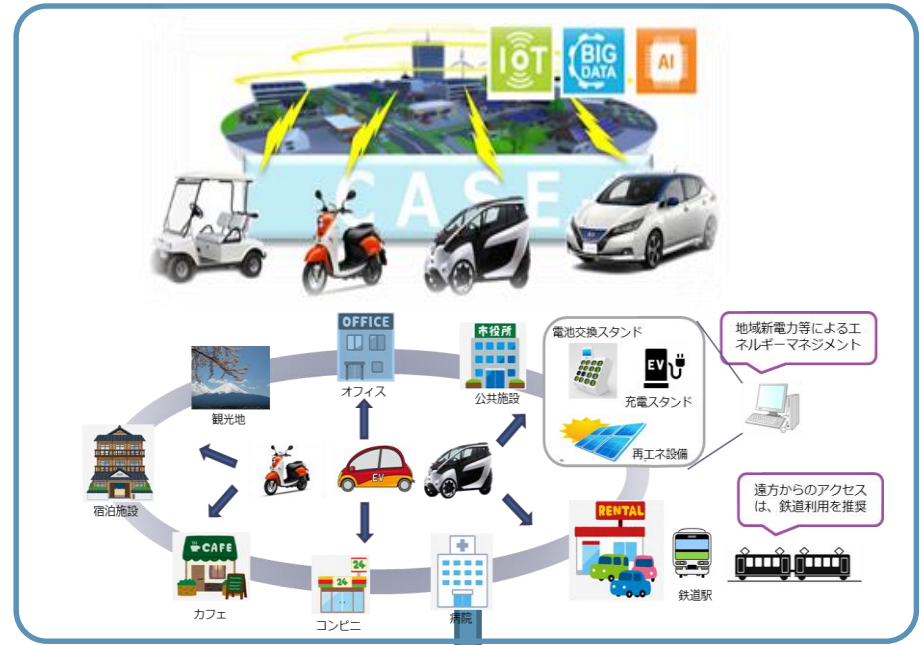 IoT
BIG
DATA
AI
CASE
OFFICE
オフィス
市役所
公共施設
電池交換スタンド
EV
充電スタンド
再エネ設備
地域新電力等によるエ
ネルギーマネジメント
観光地
宿泊施設
EV
CAFE
カフェ
24
24
コンビニ
病院
RENTAL
鉄道駅
遠方からのアクセス
は、鉄道利用を推奨